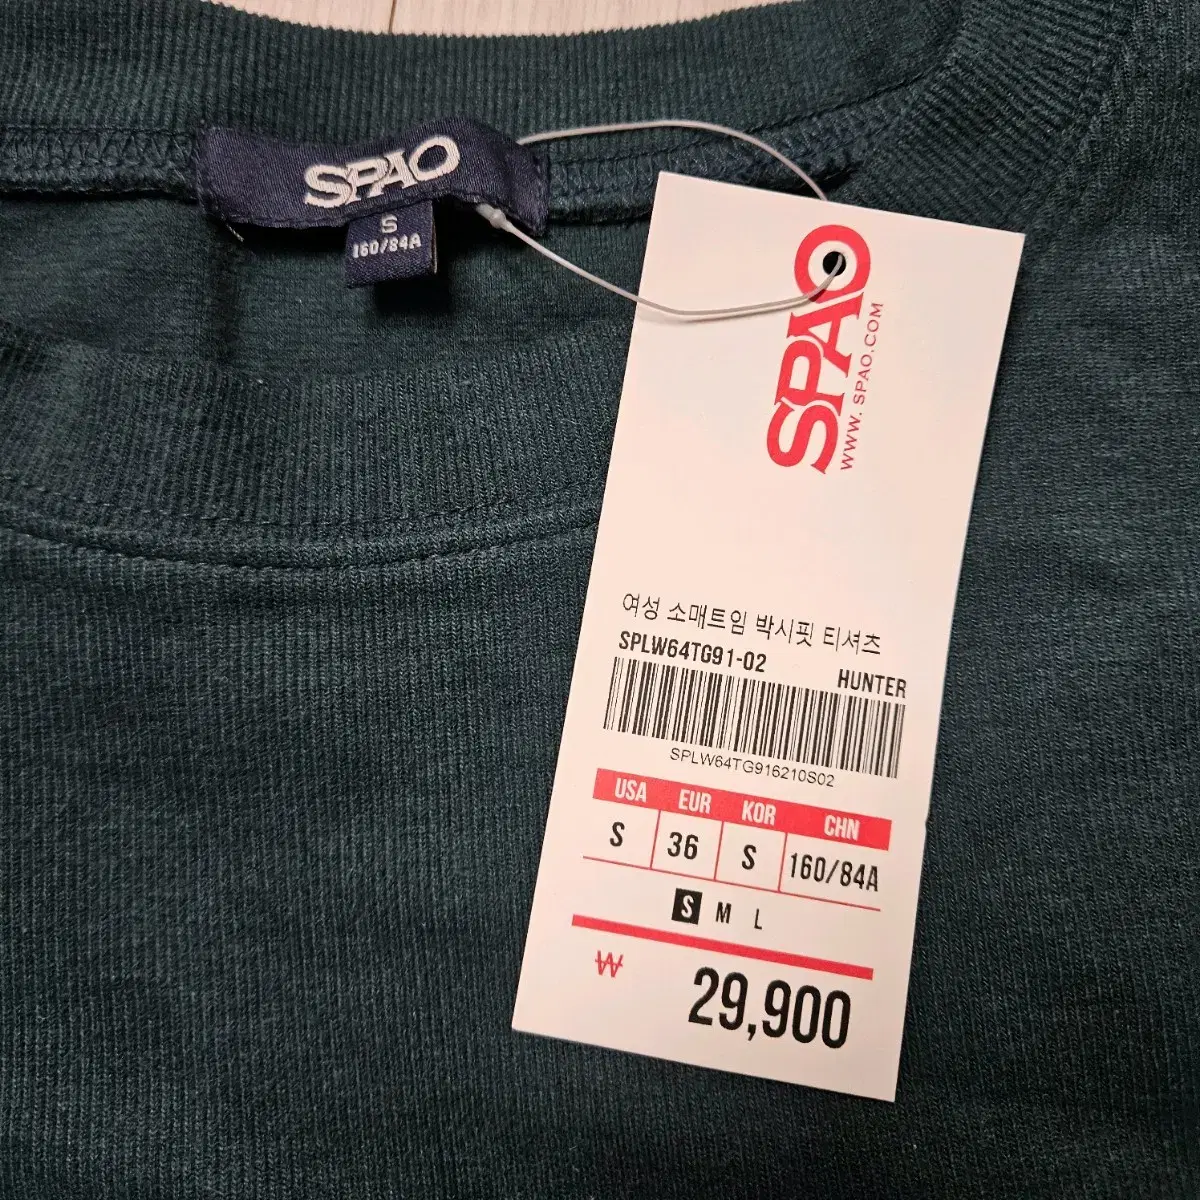 SPAO
S
160/84A
SPAO
WWW. SPAO.COM
여성 소매트임 박시핏 티셔츠
SPLW64TG91-02
HUNTER
SPLW64TG916210S02
USA EUR KOR CHN
S 36 S 160/84A
S M L
₩ 29,900